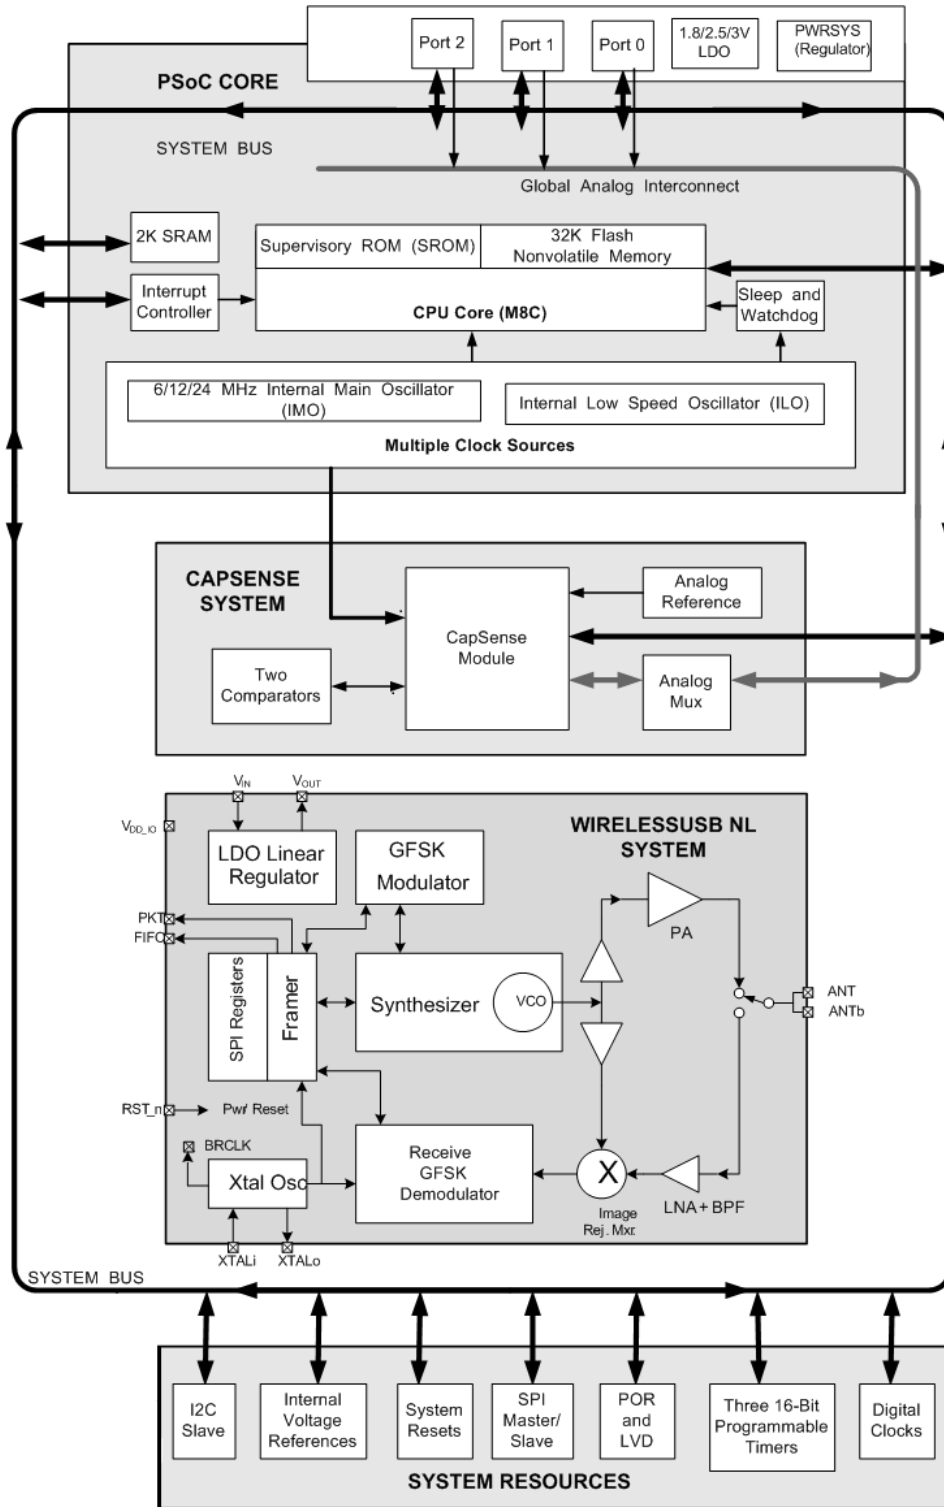 Port 2
Port 1
Port 0
1.8/2.5/3V
LDO
PWRSYS
(Regulator)
PSoC CORE
SYSTEM BUS
Global Analog Interconnect
2K SRAM
Supervisory ROM (SROM)
32K Flash
Nonvolatile Memory
Interrupt
Controller
CPU Core (M8C)
Sleep and
Watchdog
6/12/24 MHz Internal Main Oscillator
(IMO)
Internal Low Speed Oscillator (ILO)
Multiple Clock Sources
CAPSENSE
SYSTEM
Analog
Reference
CapSense
Module
Two
Comparators
Analog
Mux
VIN
VOUT
VDD_IO
WIRELESSUSB NL
SYSTEM
LDO Linear
Regulator
GFSK
Modulator
PA
PKT
FIFO
SPI Registers
Framer
Synthesizer
VCO
ANT
ANTb
RST_n
Pwr/ Reset
BRCLK
Xtal Osc
Receive
GFSK
Demodulator
X
LNA + BPF
Image
Rej. Mxr.
XTALi
XTALo
SYSTEM BUS
I2C
Slave
Internal
Voltage
References
System
Resets
SPI
Master/
Slave
POR
and
LVD
Three 16-Bit
Programmable
Timers
Digital
Clocks
SYSTEM RESOURCES